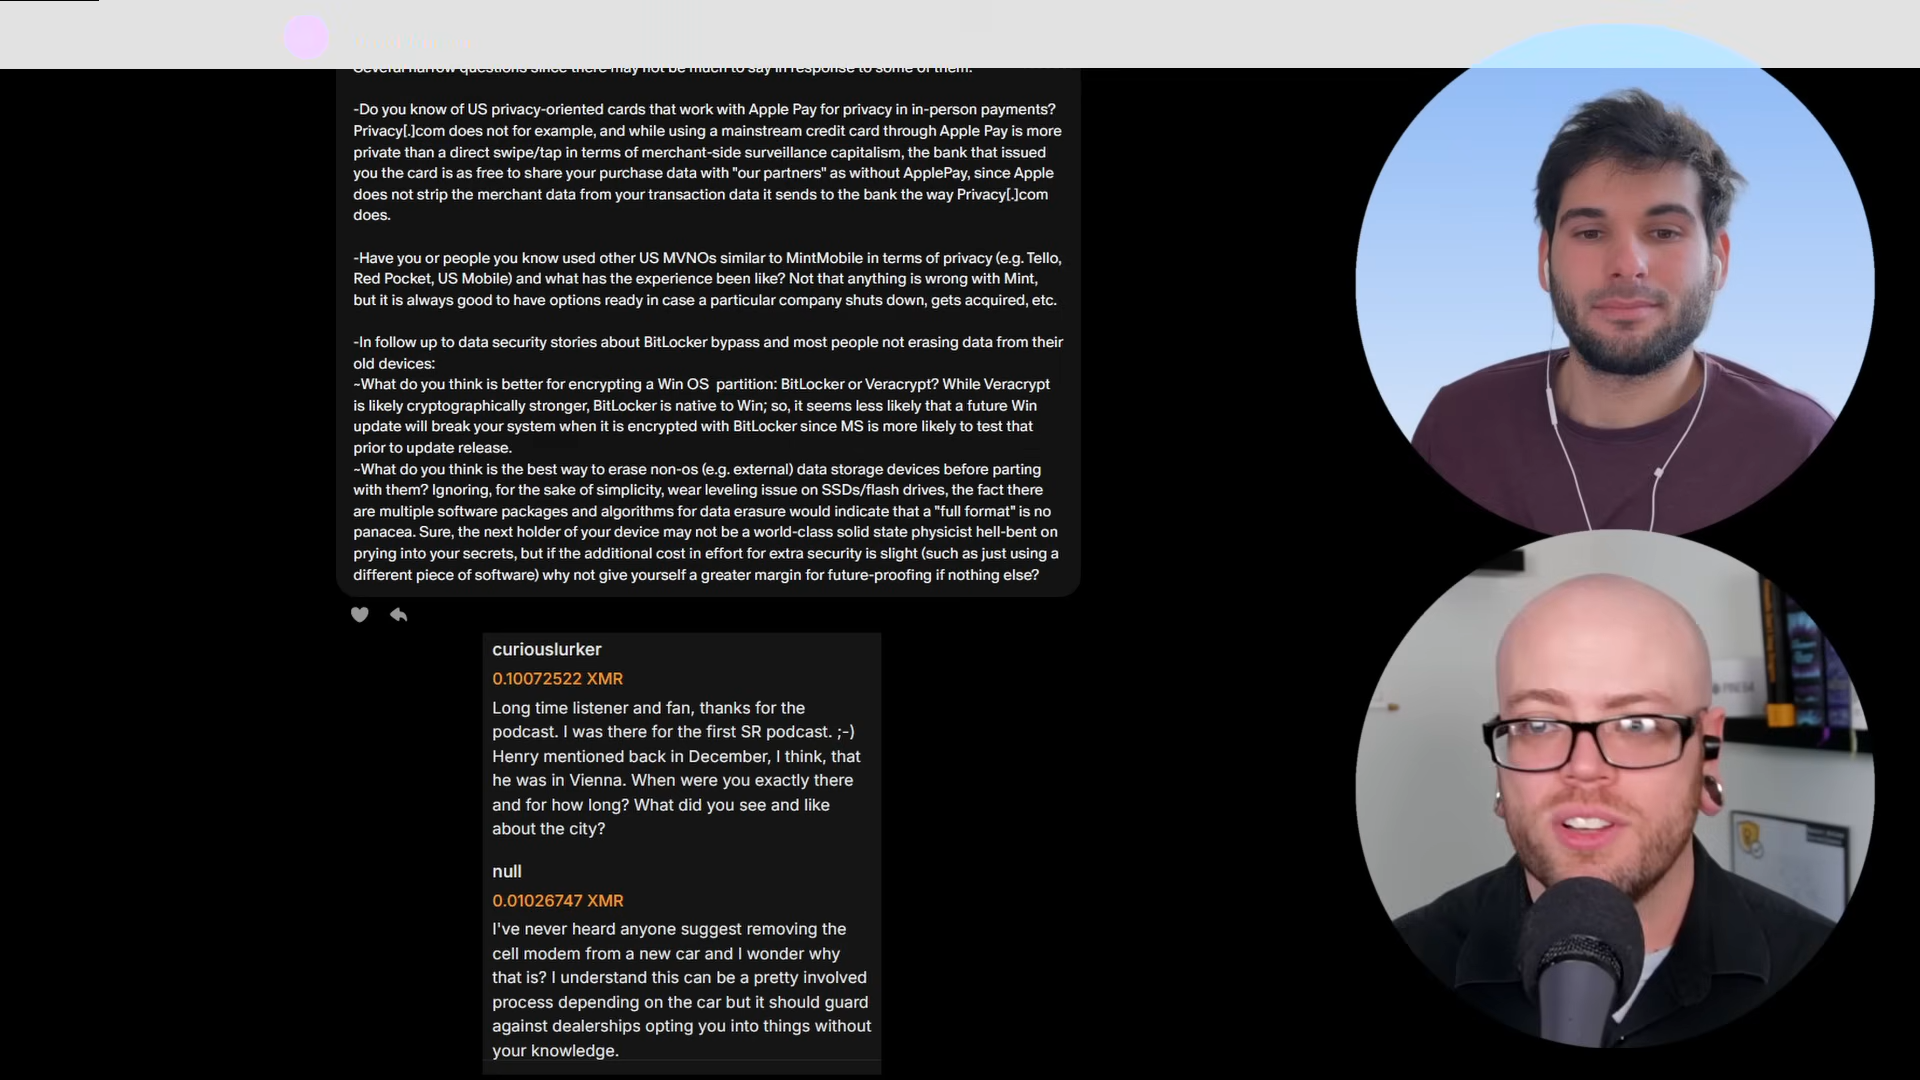 Several narrow questions since there may not be much to say in response to some of them.
-Do you know of US privacy-oriented cards that work with Apple Pay for privacy in in-person payments?
Privacy[.]com does not for example, and while using a mainstream credit card through Apple Pay is more
private than a direct swipe/tap in terms of merchant-side surveillance capitalism, the bank that issued
you the card is as free to share your purchase data with "our partners" as without ApplePay, since Apple
does not strip the merchant data from your transaction data it sends to the bank the way Privacy[.]com
does.
-Have you or people you know used other US MVNOs similar to MintMobile in terms of privacy (e.g. Tello,
Red Pocket, US Mobile) and what has the experience been like? Not that anything is wrong with Mint,
but it is always good to have options ready in case a particular company shuts down, gets acquired, etc.
-In follow up to data security stories about BitLocker bypass and most people not erasing data from their
old devices:
~What do you think is better for encrypting a Win OS  partition: BitLocker or Veracrypt? While Veracrypt
is likely cryptographically stronger, BitLocker is native to Win; so, it seems less likely that a future Win
update will break your system when it is encrypted with BitLocker since MS is more likely to test that
prior to update release.
~What do you think is the best way to erase non-os (e.g. external) data storage devices before parting
with them? Ignoring, for the sake of simplicity, wear leveling issue on SSDs/flash drives, the fact there
are multiple software packages and algorithms for data erasure would indicate that a "full format" is no
panacea. Sure, the next holder of your device may not be a world-class solid state physicist hell-bent on
prying into your secrets, but if the additional cost in effort for extra security is slight (such as just using a
different piece of software) why not give yourself a greater margin for future-proofing if nothing else?
curiouslurker
0.10072522 XMR
Long time listener and fan, thanks for the
podcast. I was there for the first SR podcast. ;-)
Henry mentioned back in December, I think, that
he was in Vienna. When were you exactly there
and for how long? What did you see and like
about the city?
null
0.01026747 XMR
I've never heard anyone suggest removing the
cell modem from a new car and I wonder why
that is? I understand this can be a pretty involved
process depending on the car but it should guard
against dealerships opting you into things without
your knowledge.